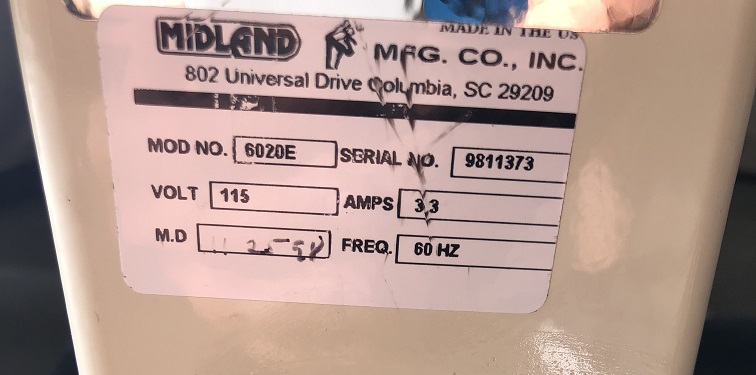 MADE IN THE US
MIDLAND MFG. CO., INC.
802 Universal Drive Columbia, SC 29209
MOD NO. 6020E SERIAL NO. 9811373
VOLT 115 AMPS 3.3
M.D FREQ. 60 HZ